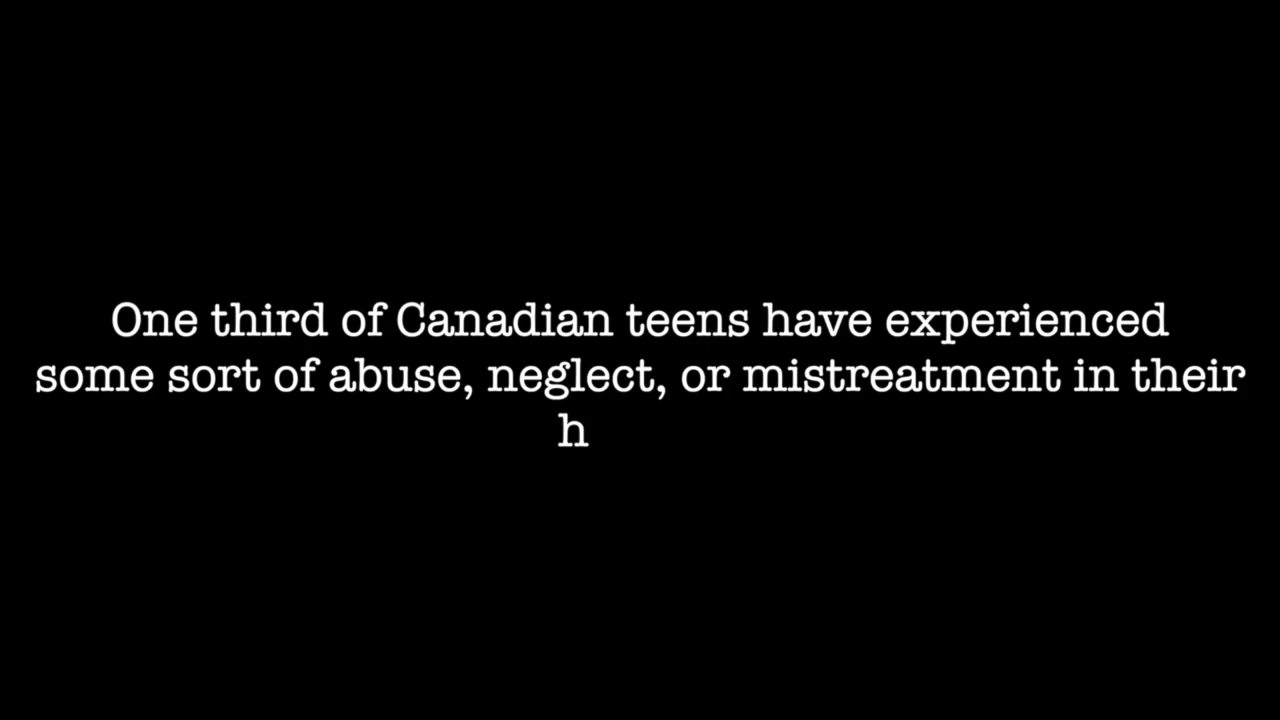 One third of Canadian teens have experienced
some sort of abuse, neglect, or mistreatment in their
h